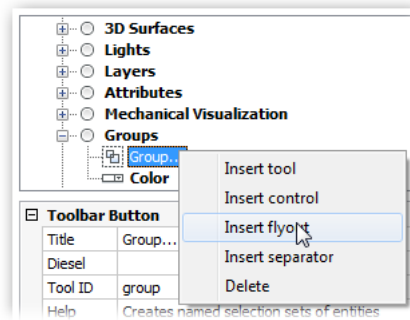 3D Surfaces
Lights
Layers
Attributes
Mechanical Visualization
Groups
Group...
Color
Insert tool
Insert control
Insert flyout
Insert separator
Delete
Toolbar Button
Title Group...
Diesel
Tool ID group
Help Creates named selection sets of entities